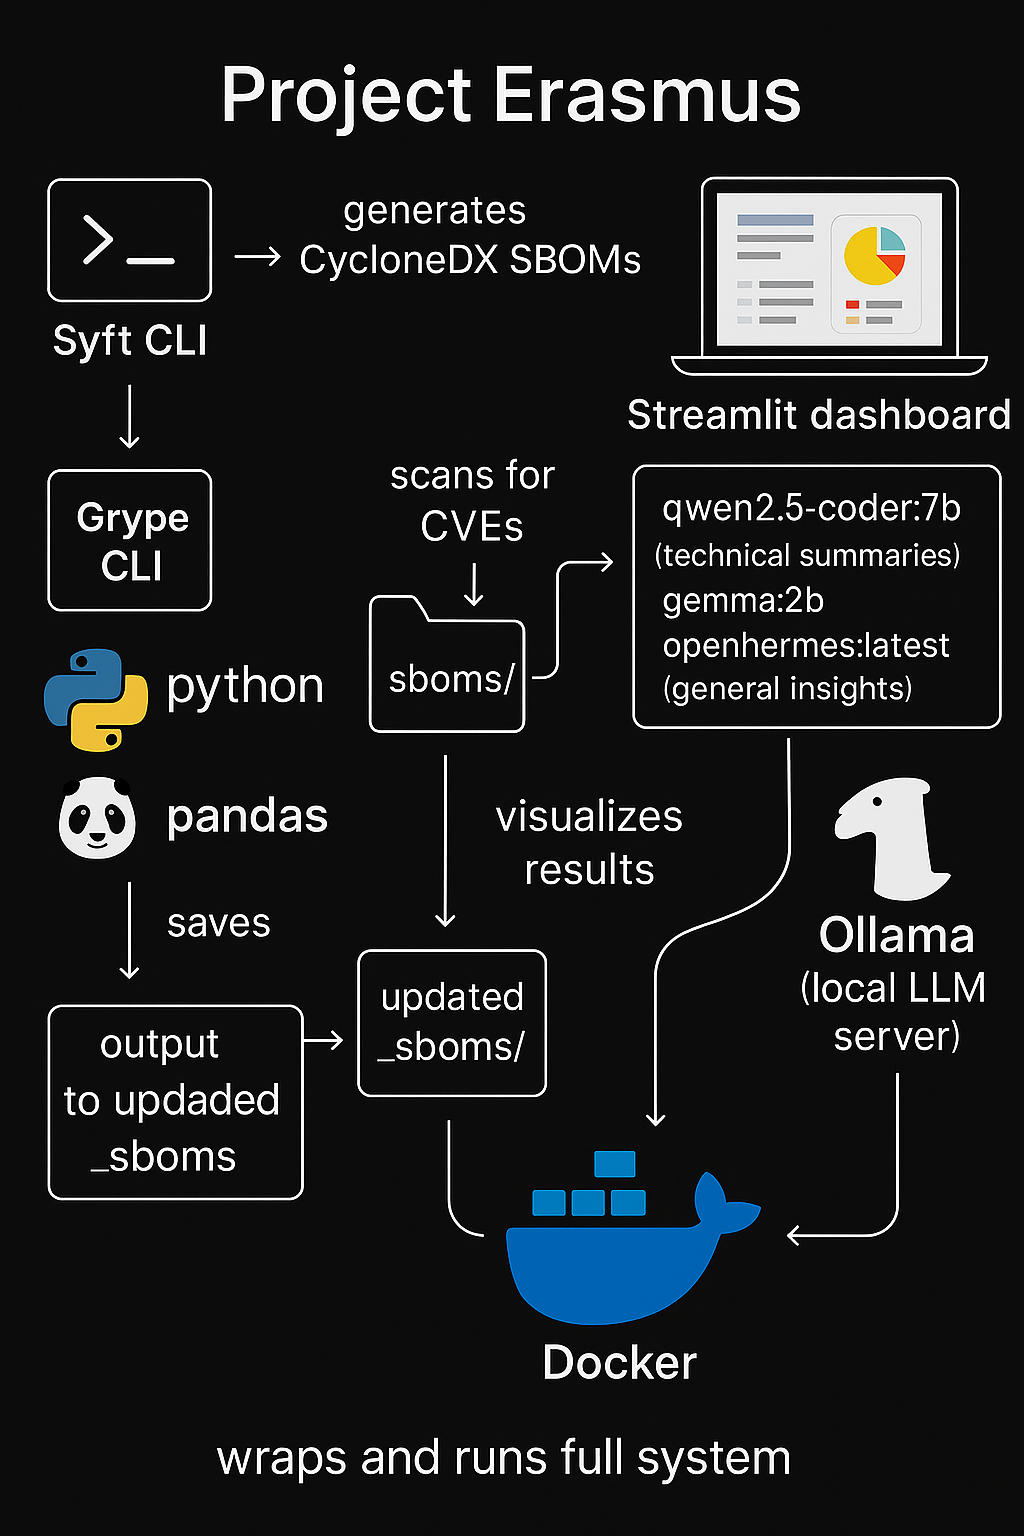 Project Erasmus
generates
CycloneDX SBOMs
Syft CLI
Streamlit dashboard
Grype
CLI
scans for
CVEs
qwen2.5-coder:7b
(technical summaries)
gemma:2b
openhermes:latest
(general insights)
sboms/
python
pandas
visualizes
results
saves
Ollama
(local LLM
server)
output
to updaded
_sboms
updated
_sboms/
Docker
wraps and runs full system